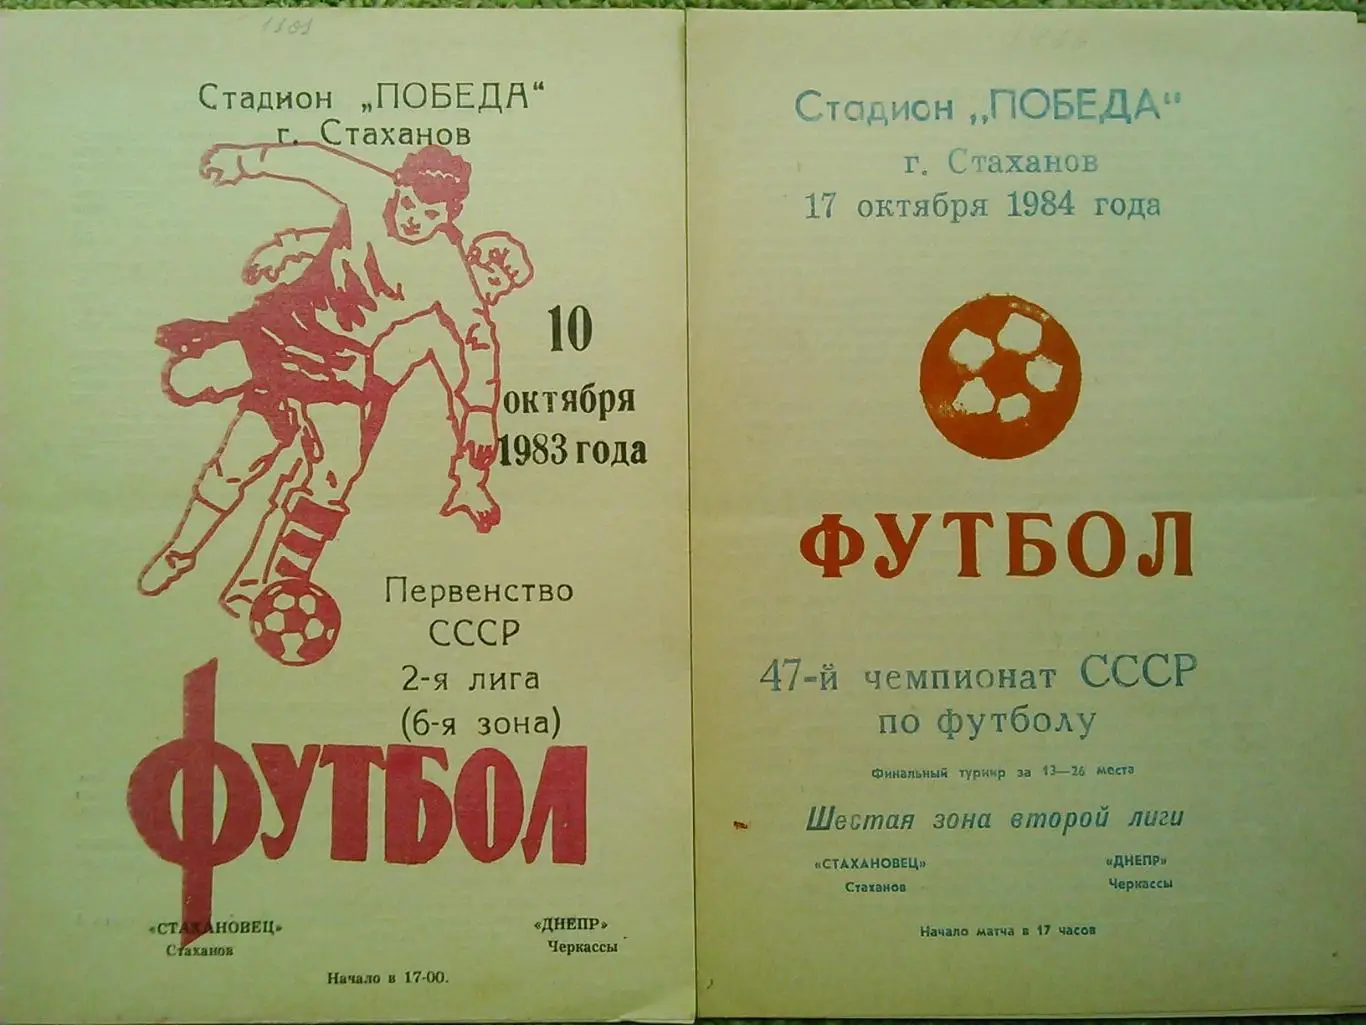 1101
Стадион „ПОБЕДА"
г. Стаханов
10
октября
1983 года
Первенство
СССР
2-я лига
(6-я зона)
ФУТБОЛ
«СТАХАНОВЕЦ»
Стаханов
«ДНЕПР»
Черкассы
Начало в 17-00.
Стадион „ПОБЕДА"
г. Стаханов
17 октября 1984 года
ФУТБОЛ
47-й чемпионат СССР
по футболу
Финальный турнир за 13—26 места
Шестая зона второй лиги
«СТАХАНОВЕЦ»
Стаханов
«ДНЕПР»
Черкассы
Начало матча в 17 часов